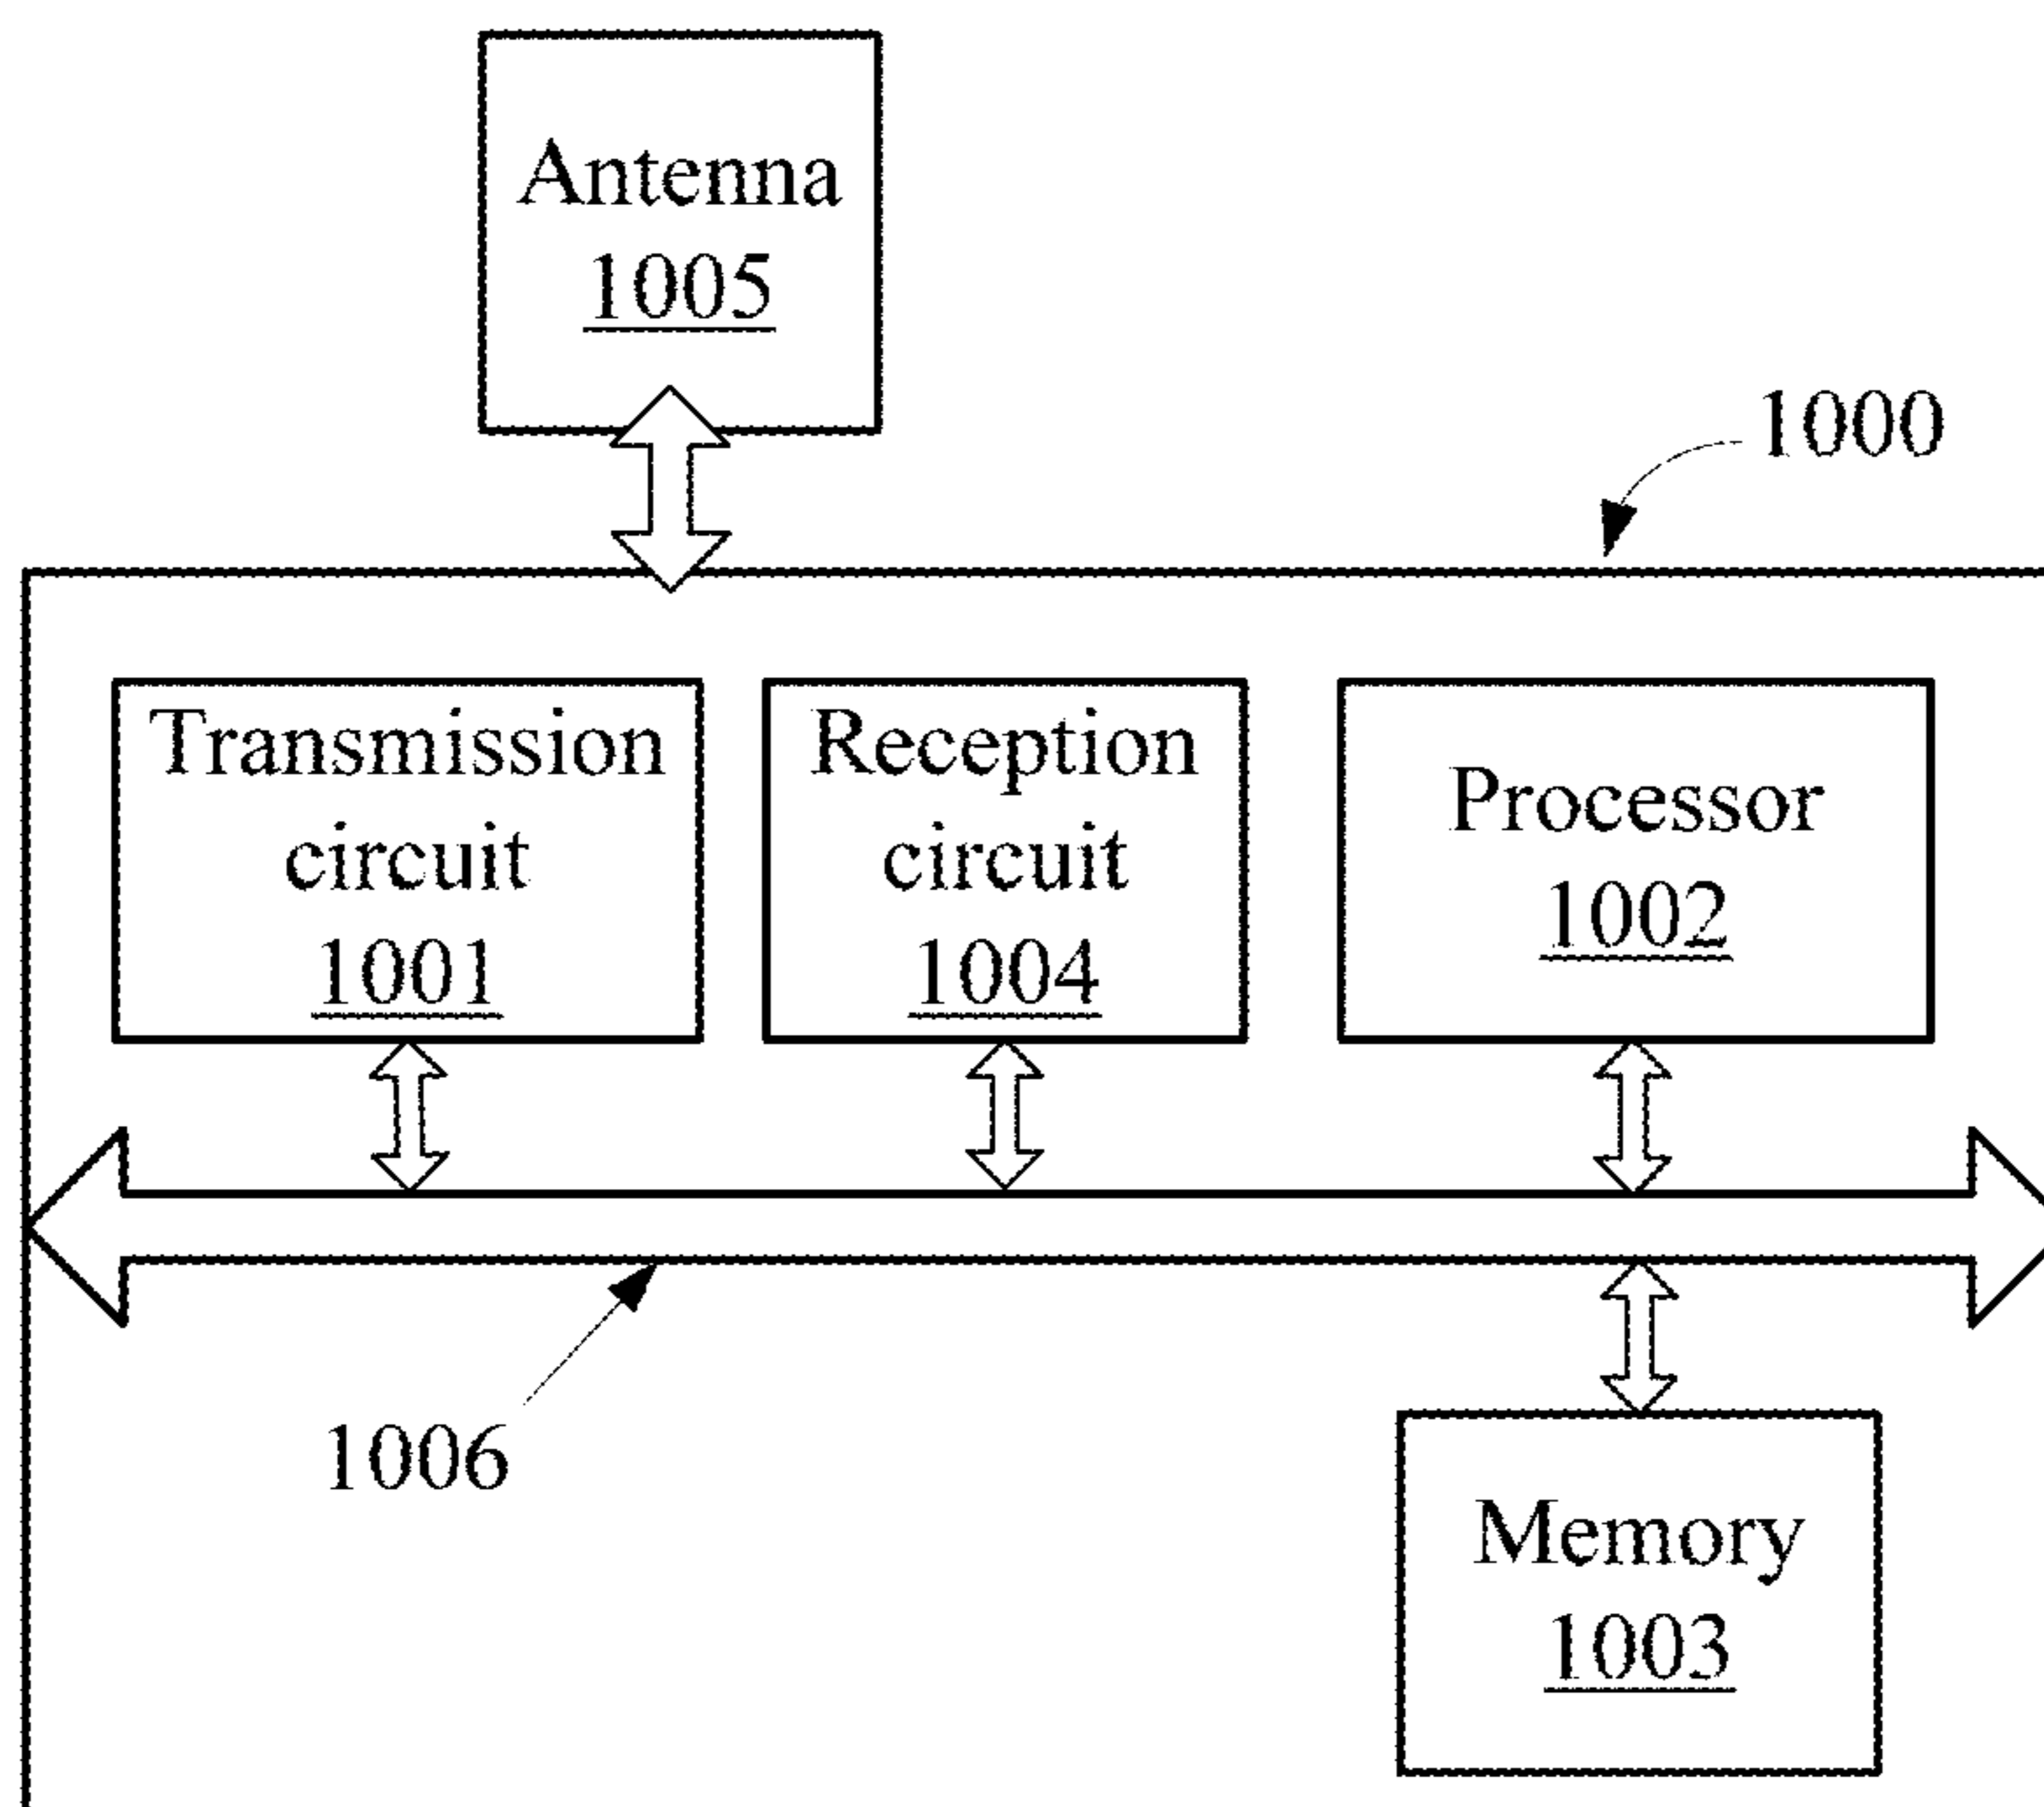 Antenna
1005
1000
Transmission
circuit
1001
Reception
circuit
1004
Processor
1002
1006
Memory
1003